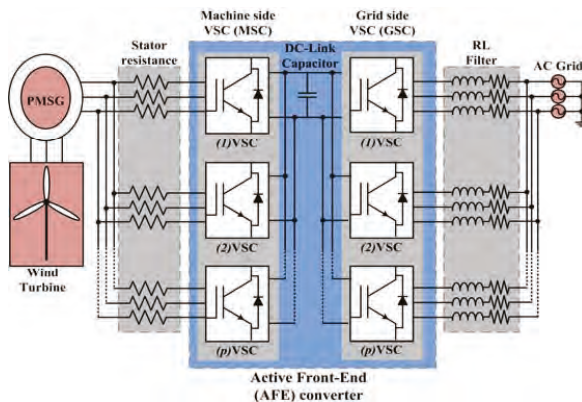 Machine side
VSC (MSC)
Grid side
VSC (GSC)
Stator
resistance
DC-Link
Capacitor
RL
Filter
AC Grid
PMSG
(1)VSC
(1)VSC
(2)VSC
(2)VSC
Wind
Turbine
(p)VSC
(p)VSC
Active Front-End
(AFE) converter